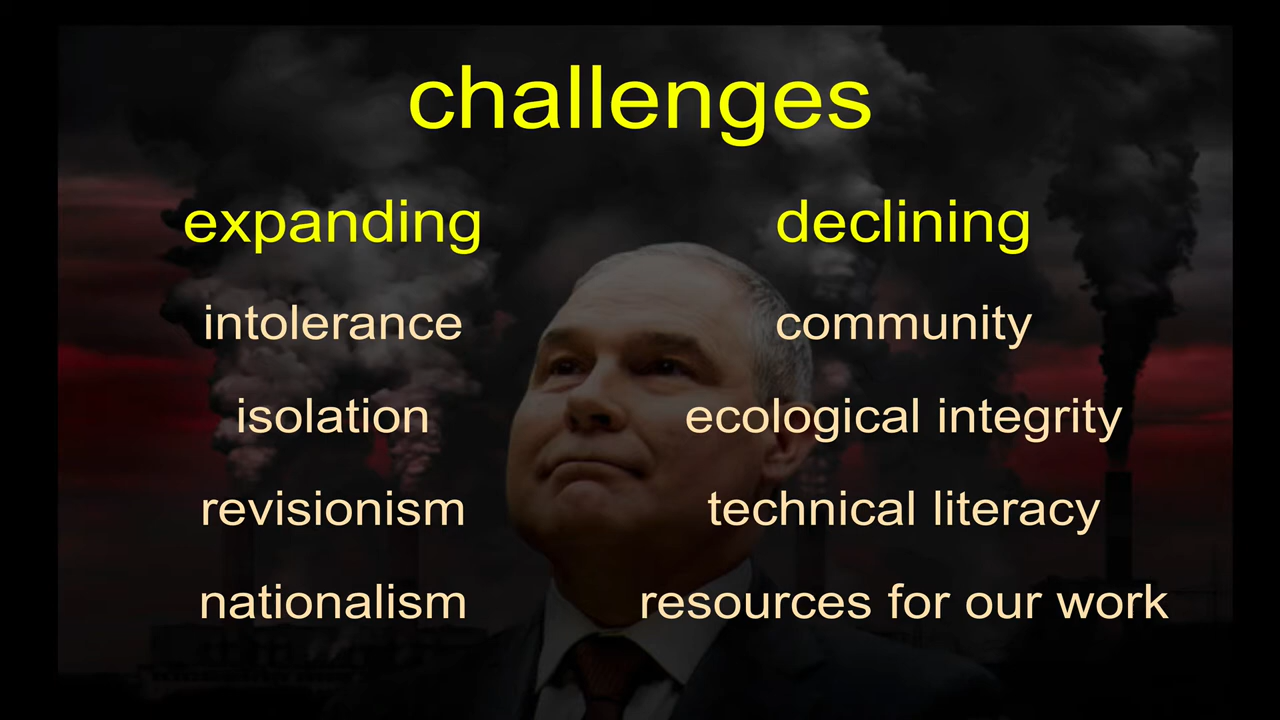 challenges
expanding
declining
intolerance
community
isolation
ecological integrity
revisionism
technical literacy
nationalism
resources for our work